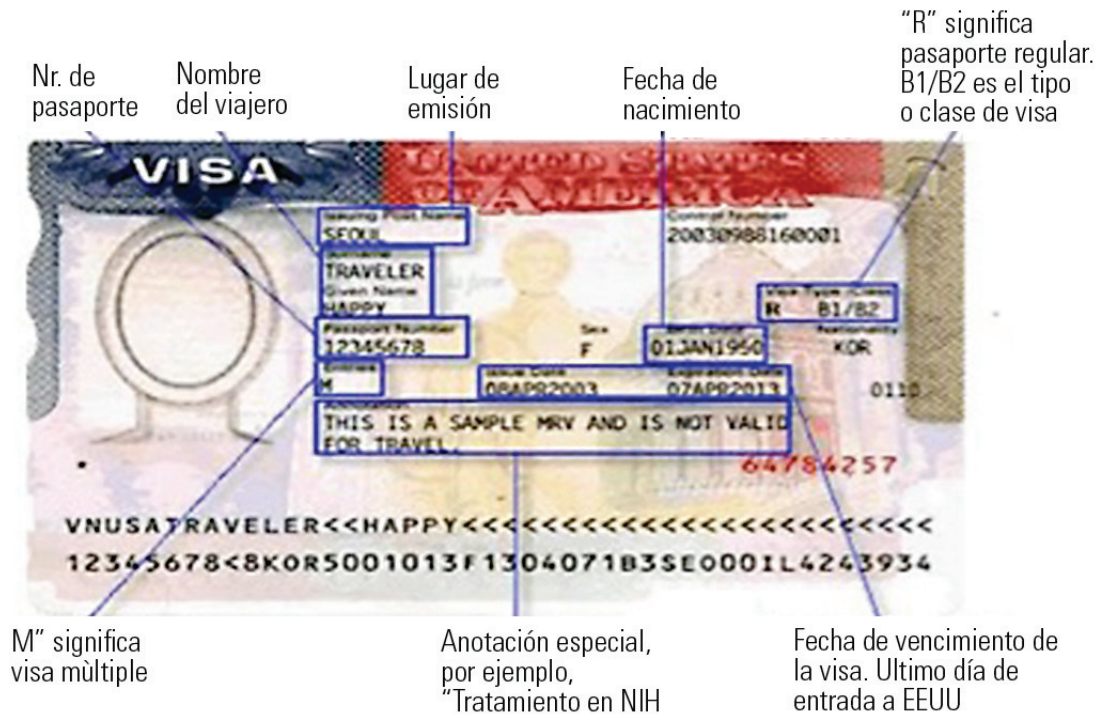 Nr. de
pasaporte
Nombre
del viajero
Lugar de
emisión
Fecha de
nacimiento
“R” significa
pasaporte regular.
B1/B2 es el tipo
o clase de visa
VISA
UNITED STATES
OF AMERICA
Issuing Post Name
SEOUL
Control Number
20030988160001
Surname
TRAVELER
Given Name
HAPPY
Visa Type /Class
R B1/B2
Passport Number
12345678
Sex
F
Birth Date
01JAN1950
Nationality
KOR
Entries
M
Issue Date
08APR2003
Expiration Date
07APR2013
0110
Annotation
THIS IS A SAMPLE MRV AND IS NOT VALID
FOR TRAVEL.
64784257
VNUSATRAVELER<<HAPPY<<<<<<<<<<<<<<<<<<<<<<<<
12345678<8KOR5001013F1304071B3SEO00IL4243934
M” significa
visa mùltiple
Anotación especial,
por ejemplo,
“Tratamiento en NIH
Fecha de vencimiento de
la visa. Ultimo día de
entrada a EEUU